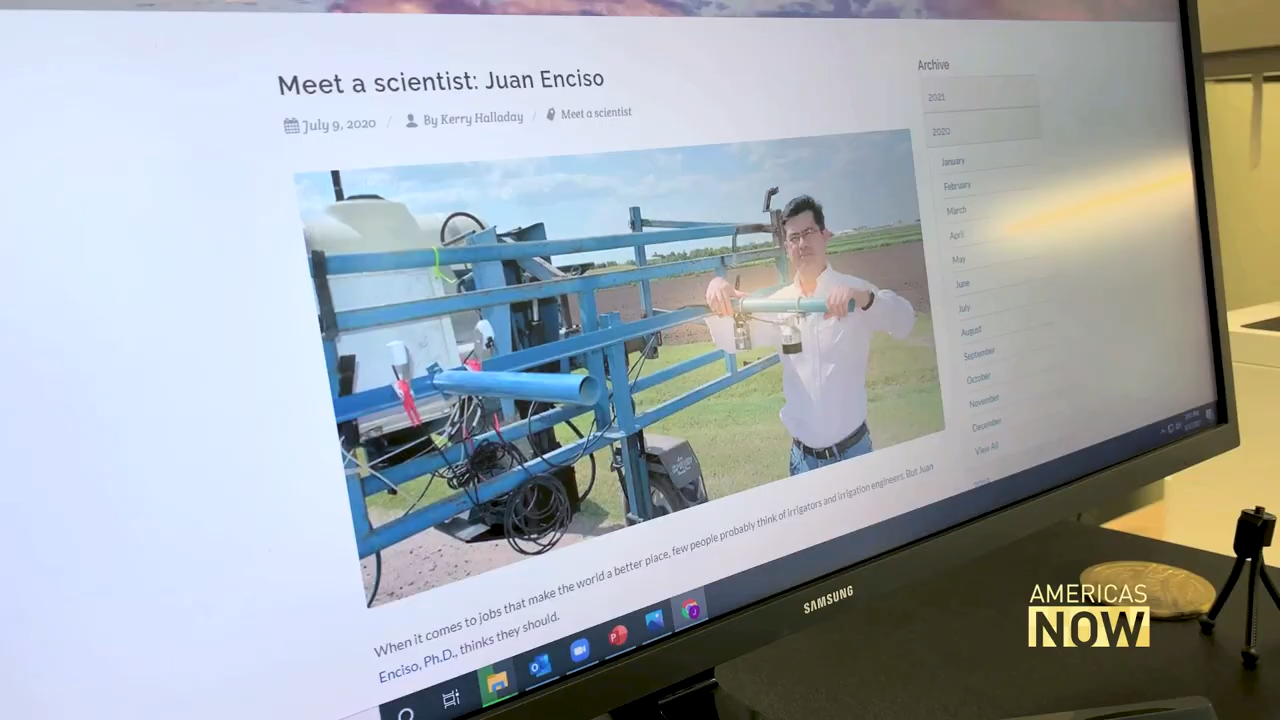 Meet a scientist: Juan Enciso
July 9, 2020 / By Kerry Halladay / Meet a scientist
Archive
2021
2020
January
February
March
April
May
June
July
August
September
October
November
December
View All
When it comes to jobs that make the world a better place, few people probably think of irrigators and irrigation engineers. But Juan
Enciso, Ph.D., thinks they should.
SAMSUNG
AMERICAS
NOW